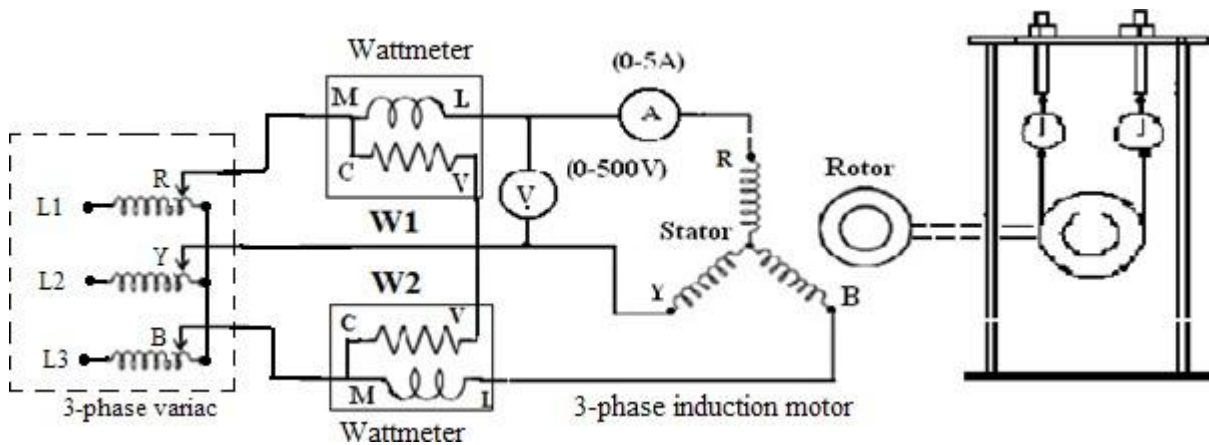 Wattmeter
M L
C V
W1
(0-5A)
A
(0-500V)
V
R
Stator
Y
B
Rotor
J J
R
L1
Y
L2
B
L3
3-phase variac
W2
C V
M L
Wattmeter
3-phase induction motor